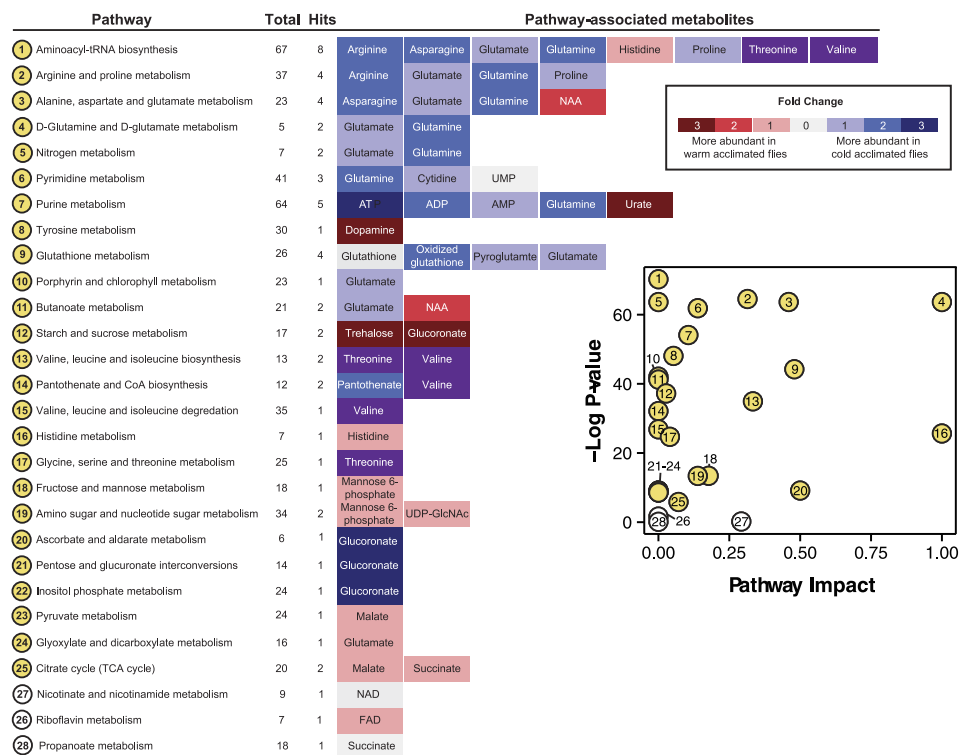 Pathway Total Hits Pathway-associated metabolites
1 Aminoacyl-tRNA biosynthesis 67 8 Arginine Asparagine Glutamate Glutamine Histidine Proline Threonine Valine
2 Arginine and proline metabolism 37 4 Arginine Glutamate Glutamine Proline
3 Alanine, aspartate and glutamate metabolism 23 4 Asparagine Glutamate Glutamine NAA
4 D-Glutamine and D-glutamate metabolism 5 2 Glutamate Glutamine
5 Nitrogen metabolism 7 2 Glutamate Glutamine
6 Pyrimidine metabolism 41 3 Glutamine Cytidine UMP
7 Purine metabolism 64 5 ATP ADP AMP Glutamine Urate
8 Tyrosine metabolism 30 1 Dopamine
9 Glutathione metabolism 26 4 Glutathione Oxidized glutathione Pyroglutamte Glutamate
10 Porphyrin and chlorophyll metabolism 23 1 Glutamate
11 Butanoate metabolism 21 2 Glutamate NAA
12 Starch and sucrose metabolism 17 2 Trehalose Glucoronate
13 Valine, leucine and isoleucine biosynthesis 13 2 Threonine Valine
14 Pantothenate and CoA biosynthesis 12 2 Pantothenate Valine
15 Valine, leucine and isoleucine degredation 35 1 Valine
16 Histidine metabolism 7 1 Histidine
17 Glycine, serine and threonine metabolism 25 1 Threonine
18 Fructose and mannose metabolism 18 1 Mannose 6-phosphate
19 Amino sugar and nucleotide sugar metabolism 34 2 Mannose 6-phosphate UDP-GlcNAc
20 Ascorbate and aldarate metabolism 6 1 Glucoronate
21 Pentose and glucuronate interconversions 14 1 Glucoronate
22 Inositol phosphate metabolism 24 1 Glucoronate
23 Pyruvate metabolism 24 1 Malate
24 Glyoxylate and dicarboxylate metabolism 16 1 Glutamate
25 Citrate cycle (TCA cycle) 20 2 Malate Succinate
27 Nicotinate and nicotinamide metabolism 9 1 NAD
26 Riboflavin metabolism 7 1 FAD
28 Propanoate metabolism 18 1 Succinate
Fold Change
3 2 1 0 1 2 3
More abundant in warm acclimated flies
More abundant in cold acclimated flies
−Log P-value
60
40
20
0
1
5 6 2 3 4
7
8
10
11
9
12
13
14
15 17 16
21-24 18
19
20
25
28 26 27
0.00 0.25 0.50 0.75 1.00
Pathway Impact